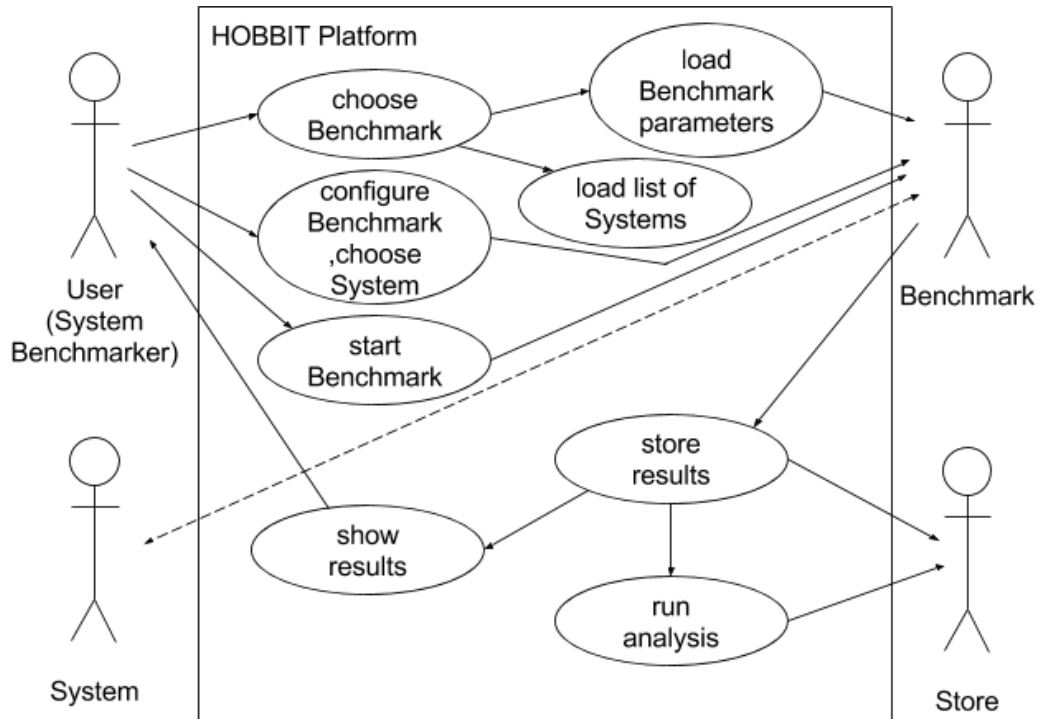 HOBBIT Platform
choose
Benchmark
load
Benchmark
parameters
load list of
Systems
configure
Benchmark
,choose
System
User
(System
Benchmarker)
Benchmark
start
Benchmark
store
results
show
results
run
analysis
System
Store